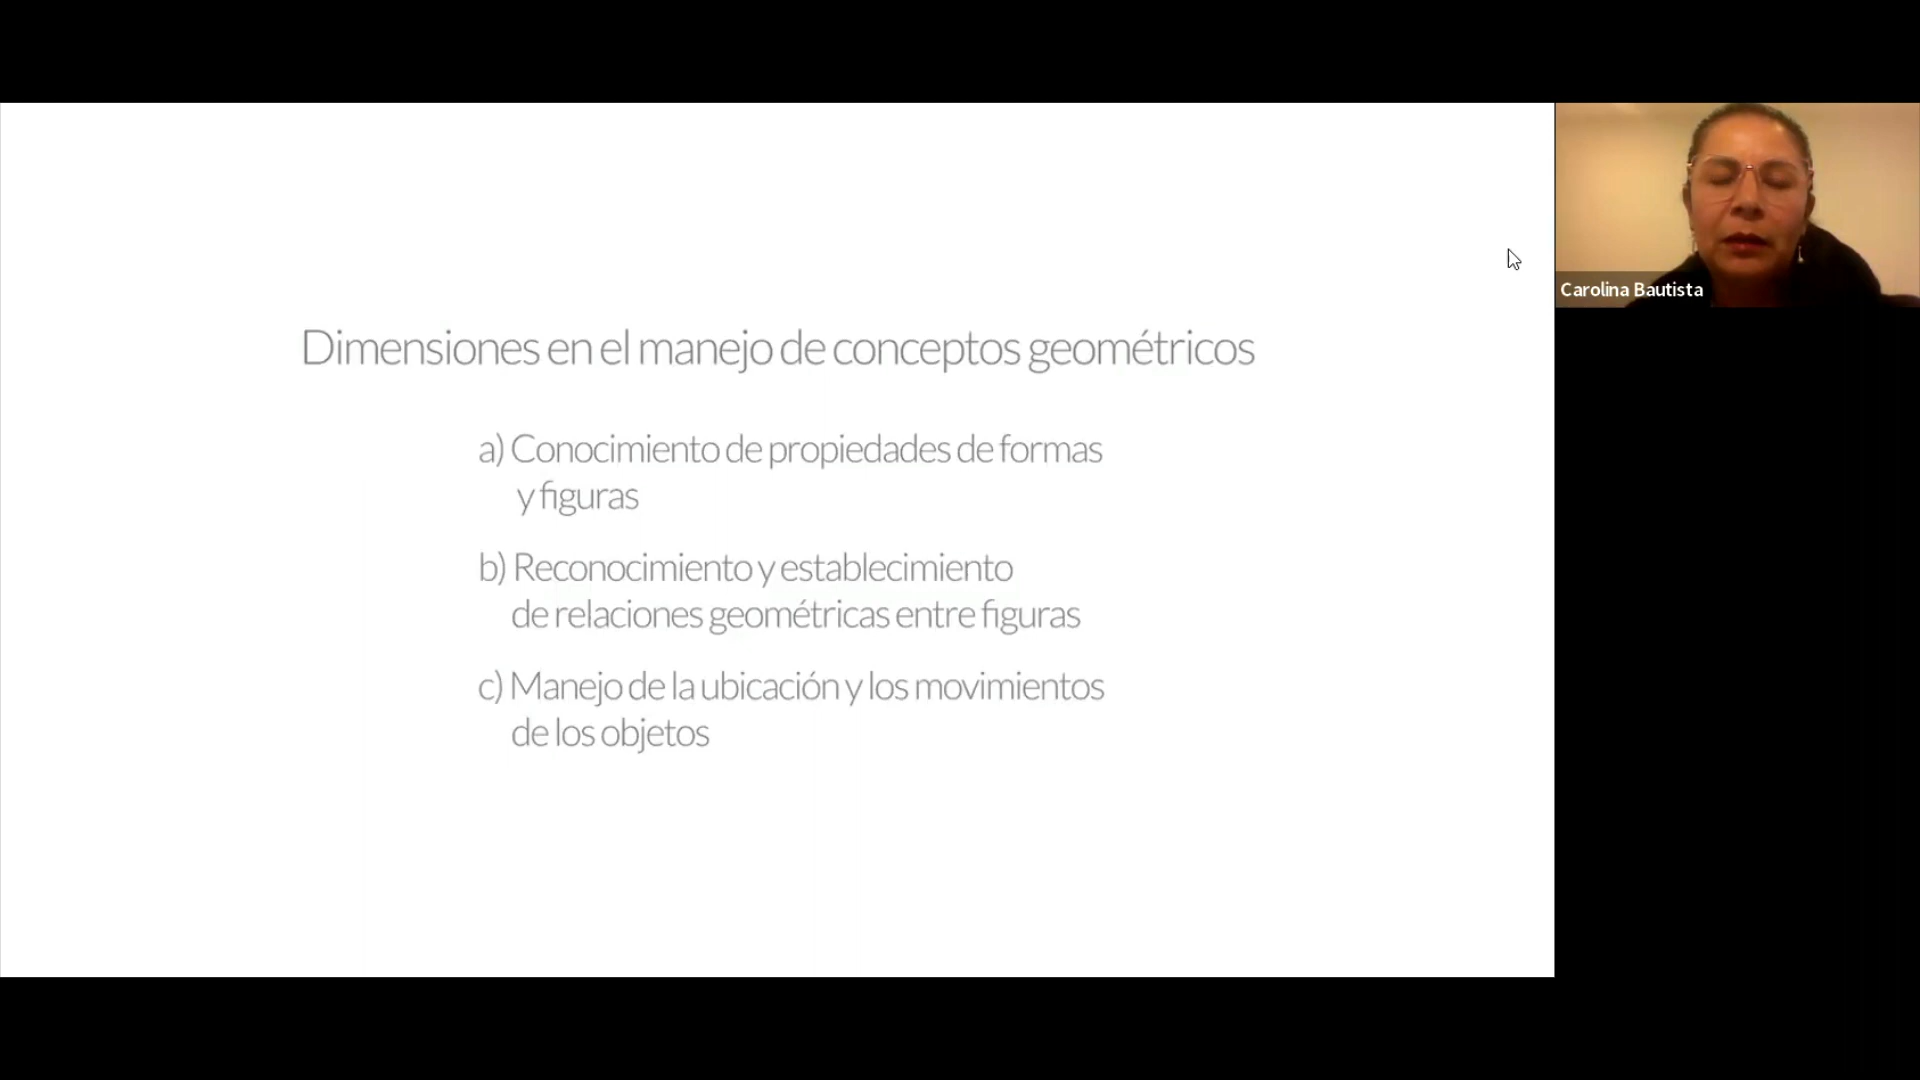 Dimensiones en el manejo de conceptos geométricos
a) Conocimiento de propiedades de formas
y figuras
b) Reconocimiento y establecimiento
de relaciones geométricas entre figuras
c) Manejo de la ubicación y los movimientos
de los objetos
Carolina Bautista